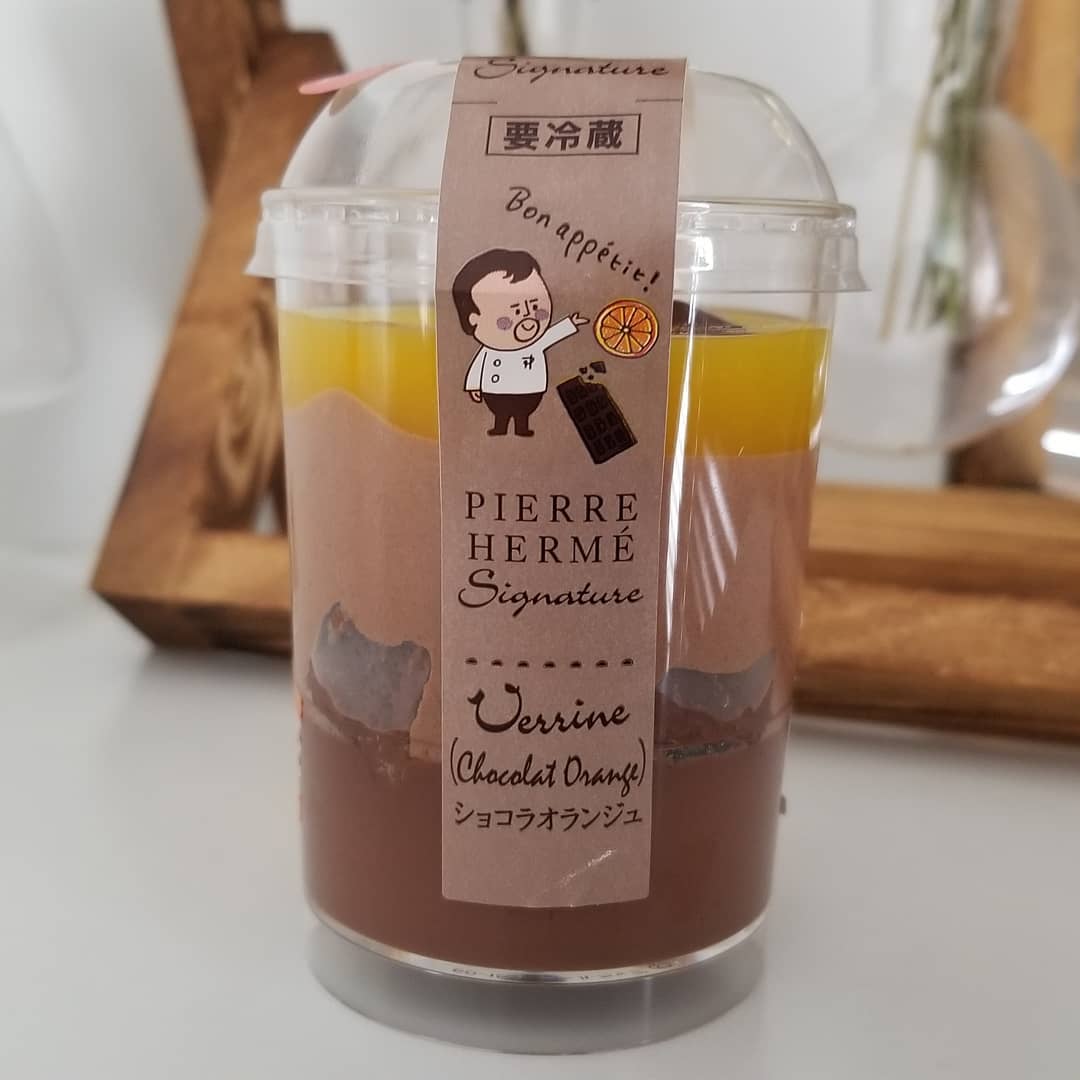 Signature
要冷蔵
Bon appétit!
PIERRE
HERMÉ
Signature
Verrine
(Chocolat Orange)
ショコラオランジュ